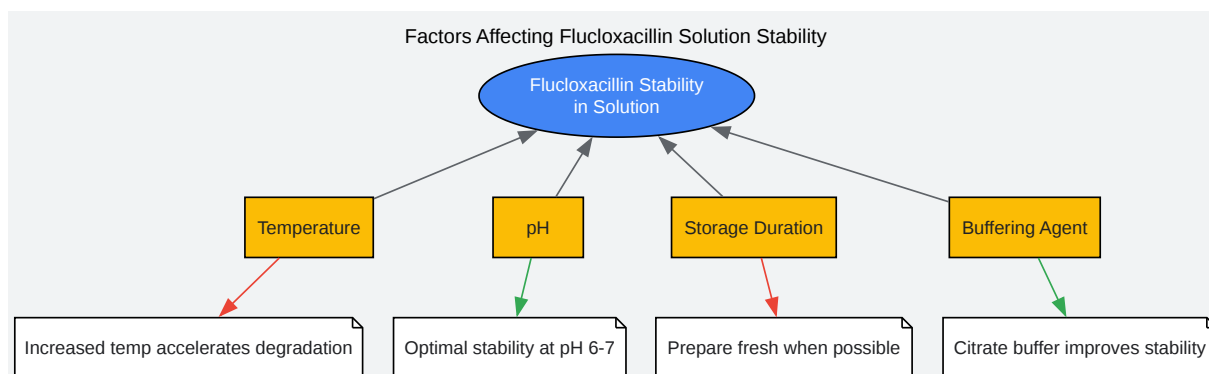 Factors Affecting Flucloxacillin Solution Stability
Flucloxacillin Stability
in Solution
Temperature
pH
Storage Duration
Buffering Agent
Increased temp accelerates degradation
Optimal stability at pH 6-7
Prepare fresh when possible
Citrate buffer improves stability